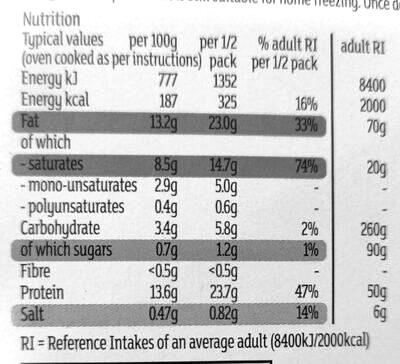 suitable for home freezing. Once de
Nutrition
Typical values per 100g per 1/2 % adult RI adult RI
(oven cooked as per instructions) pack per 1/2 pack
Energy kJ 777 1352 8400
Energy kcal 187 325 16% 2000
Fat 13.2g 23.0g 33% 70g
of which
- saturates 8.5g 14.7g 74% 20g
- mono-unsaturates 2.9g 5.0g - -
- polyunsaturates 0.4g 0.6g - -
Carbohydrate 3.4g 5.8g 2% 260g
of which sugars 0.7g 1.2g 1% 90g
Fibre <0.5g <0.5g - -
Protein 13.6g 23.7g 47% 50g
Salt 0.47g 0.82g 14% 6g
RI = Reference Intakes of an average adult (8400kJ/2000kcal)